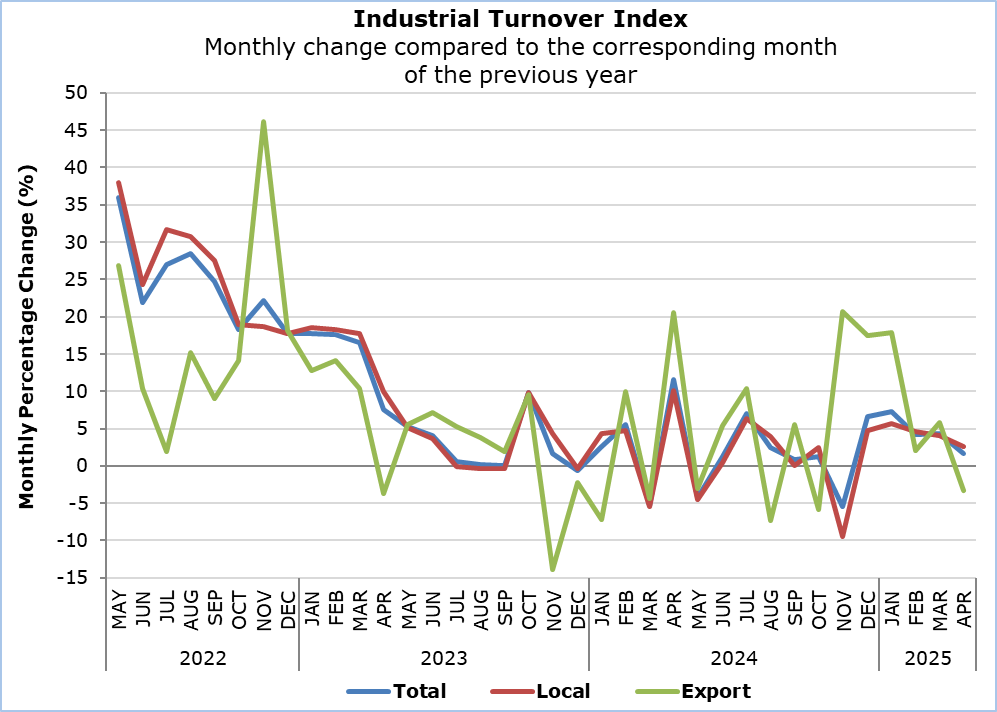 Industrial Turnover Index
Monthly change compared to the corresponding month
of the previous year
Monthly Percentage Change (%)
50
45
40
35
30
25
20
15
10
5
0
-5
-10
-15
MAY JUN JUL AUG SEP OCT NOV DEC JAN FEB MAR APR MAY JUN JUL AUG SEP OCT NOV DEC JAN FEB MAR APR MAY JUN JUL AUG SEP OCT NOV DEC JAN FEB MAR APR
2022 2023 2024 2025
Total Local Export